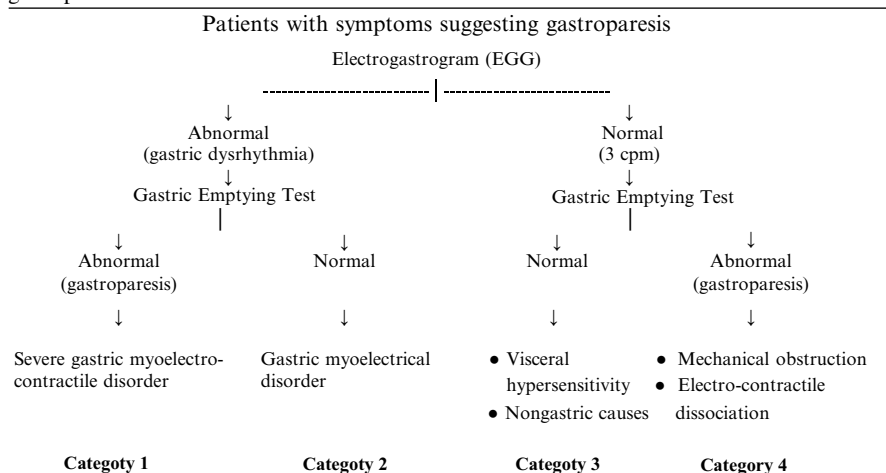 Patients with symptoms suggesting gastroparesis
Electrogastrogram (EGG)
Abnormal
(gastric dysrhythmia)
Normal
(3 cpm)
Gastric Emptying Test
Gastric Emptying Test
Abnormal
(gastroparesis)
Normal
Normal
Abnormal
(gastroparesis)
Severe gastric myoelectro-
contractile disorder
Gastric myoelectrical
disorder
● Visceral
hypersensitivity
● Nongastric causes
● Mechanical obstruction
● Electro-contractile
dissociation
Categoty 1
Categoty 2
Categoty 3
Category 4